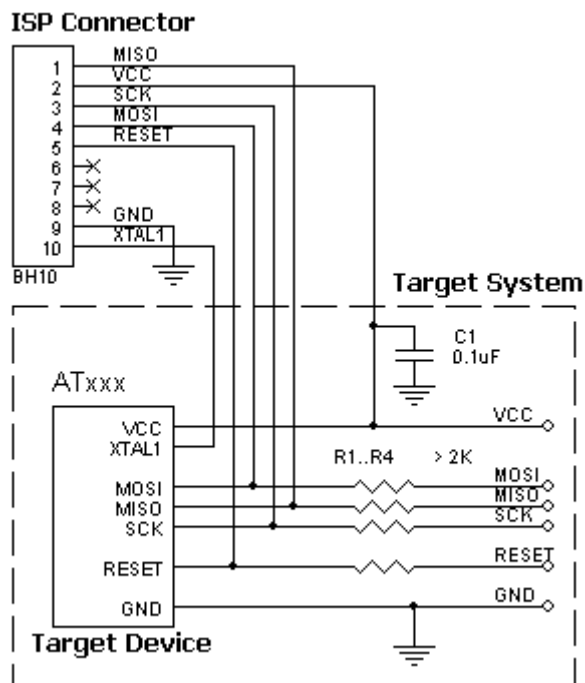 ISP Connector
1 MISO
2 VCC
3 SCK
4 MOSI
5 RESET
6
7
8
9 GND
10 XTAL1
BH10
Target System
C1
0.1uF
ATxxx
VCC
XTAL1
MOSI
MISO
SCK
RESET
GND
R1..R4 > 2K
VCC
MOSI
MISO
SCK
RESET
GND
Target Device